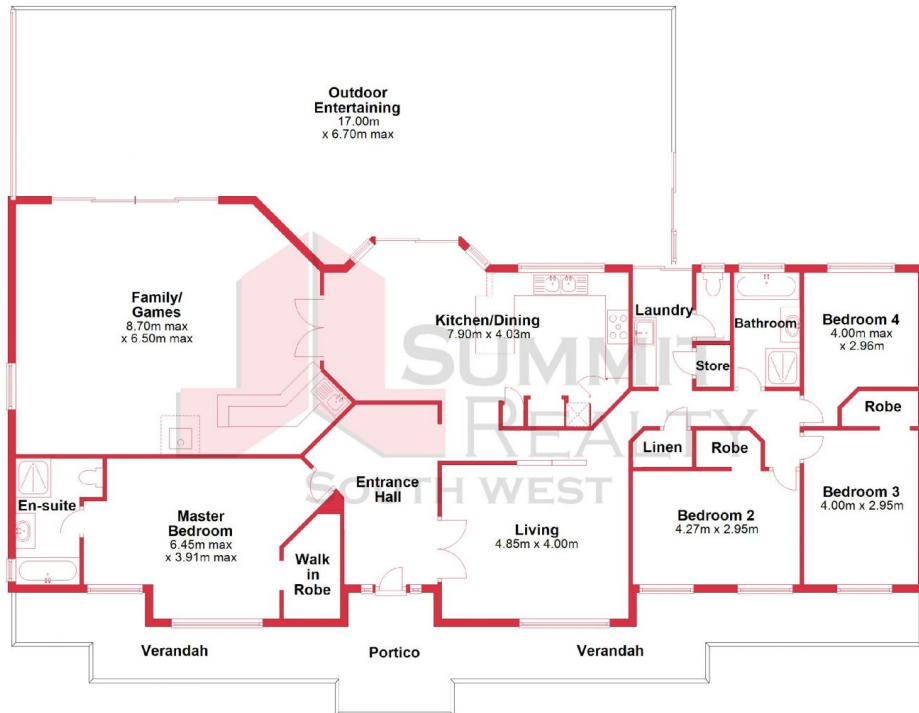 Outdoor
Entertaining
17.00m
x 6.70m max
Family/
Games
8.70m max
x 6.50m max
Kitchen/Dining
7.90m x 4.03m
Laundry
Bathroom
Bedroom 4
4.00m max
x 2.96m
Store
SUMMIT
REALTY
SOUTH WEST
Robe
Linen
Robe
En-suite
Master
Bedroom
6.45m max
x 3.91m max
Walk
in
Robe
Entrance
Hall
Living
4.85m x 4.00m
Bedroom 2
4.27m x 2.95m
Bedroom 3
4.00m x 2.95m
Verandah
Portico
Verandah